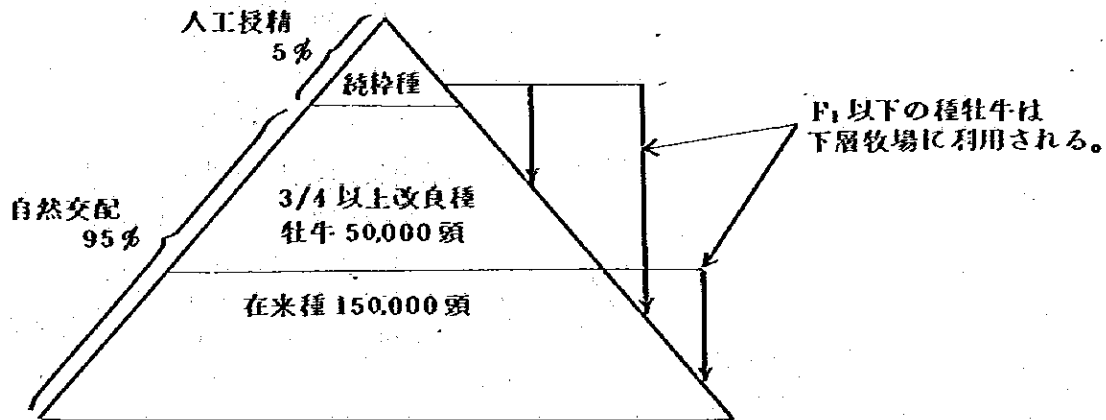 人工授精
5%
純粋種
F₁以下の種牡牛は
下層牧場に利用される。
自然交配
95%
3/4以上改良種
牡牛 50,000頭
在来種 150,000頭